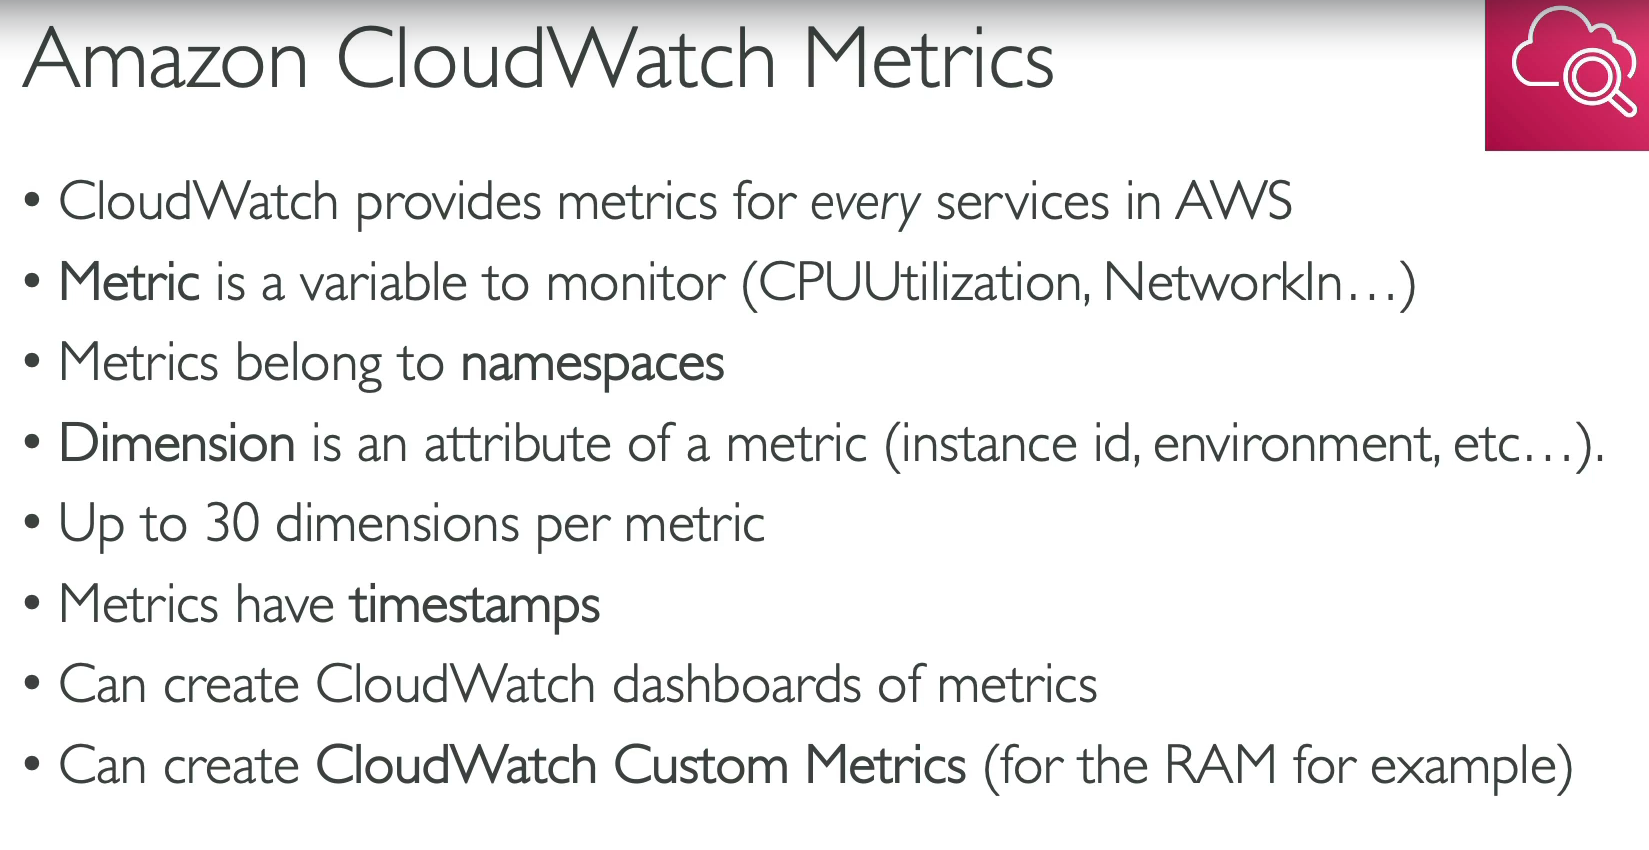 Amazon CloudWatch Metrics
• CloudWatch provides metrics for every services in AWS
• Metric is a variable to monitor (CPUUtilization, NetworkIn…)
• Metrics belong to namespaces
• Dimension is an attribute of a metric (instance id, environment, etc…).
• Up to 30 dimensions per metric
• Metrics have timestamps
• Can create CloudWatch dashboards of metrics
• Can create CloudWatch Custom Metrics (for the RAM for example)